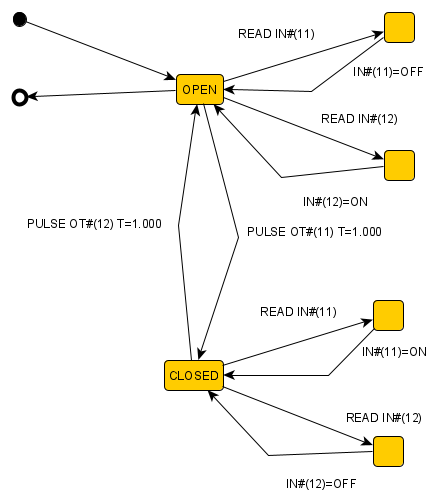 READ IN#(11)
IN#(11)=OFF
OPEN
READ IN#(12)
IN#(12)=ON
PULSE OT#(12) T=1.000
PULSE OT#(11) T=1.000
READ IN#(11)
IN#(11)=ON
CLOSED
READ IN#(12)
IN#(12)=OFF